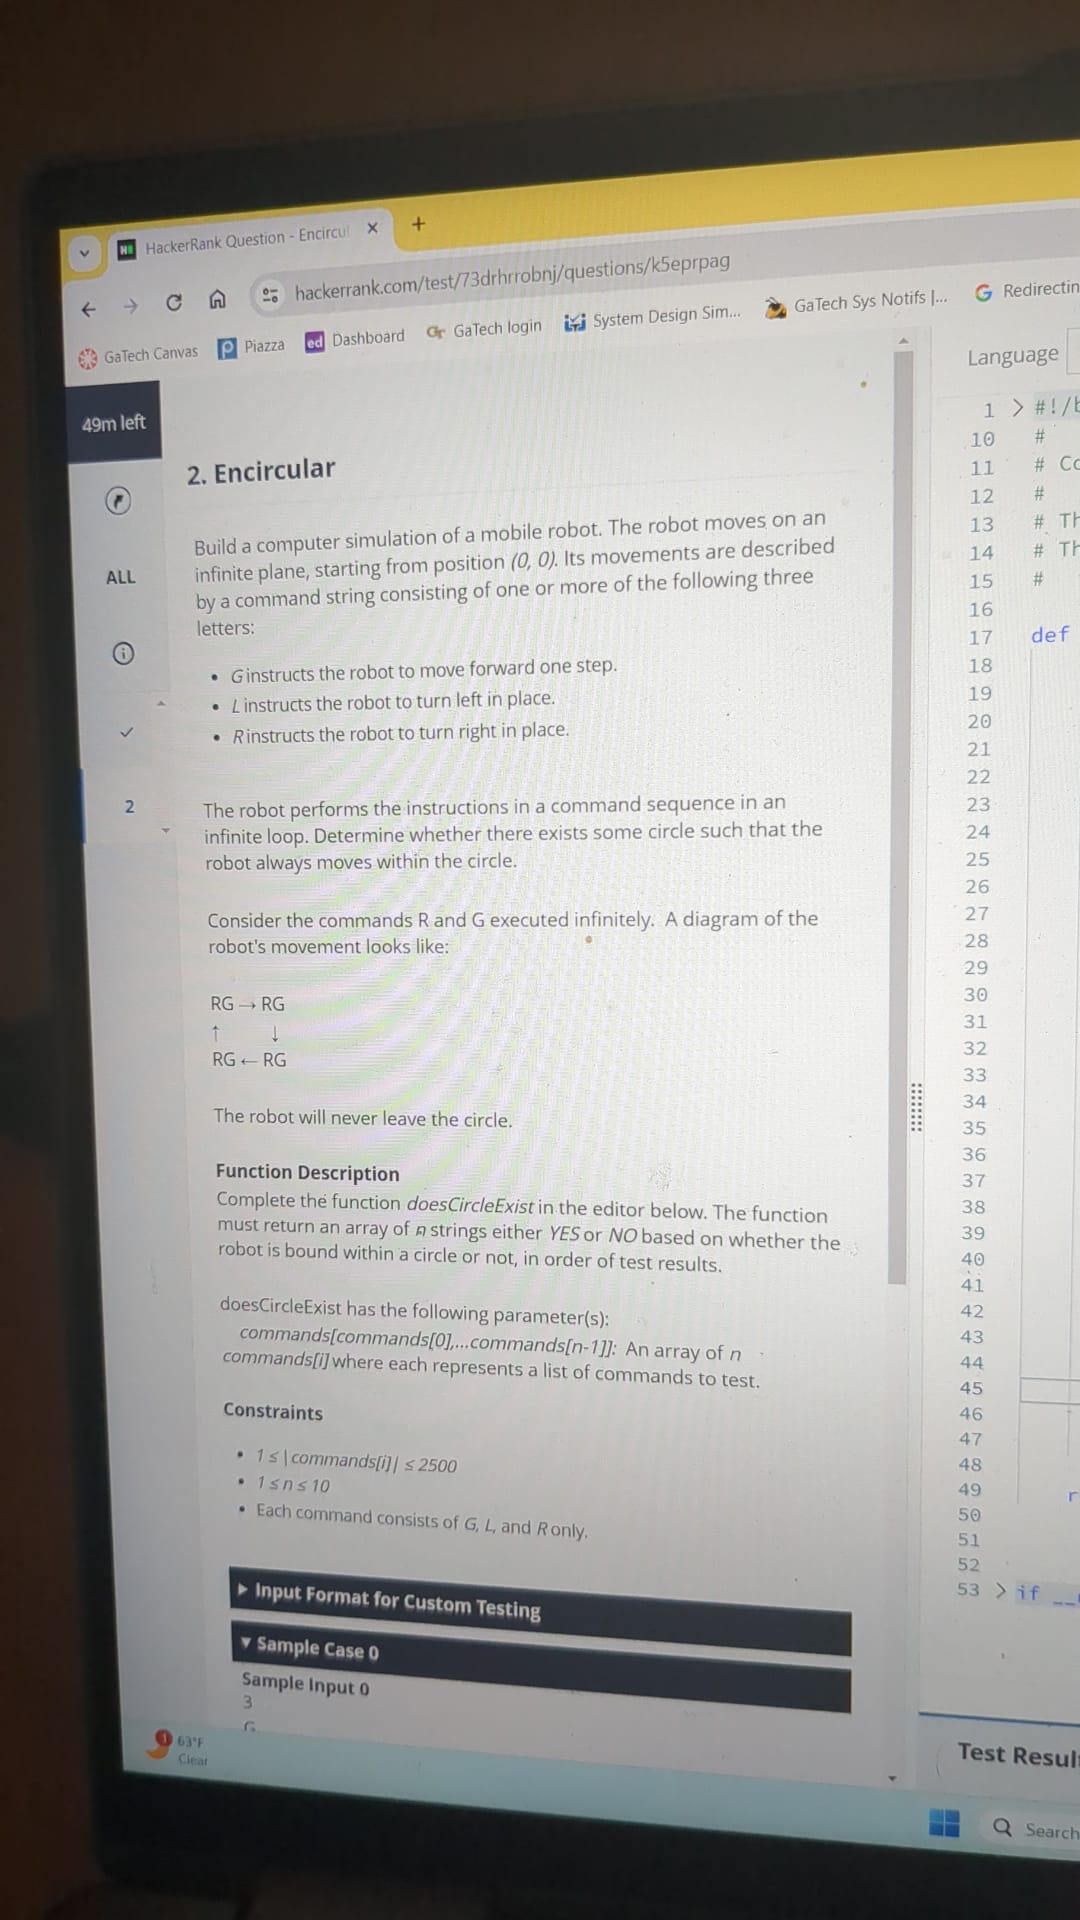 HackerRank Question - Encircul
hackerrank.com/test/73drhrrobnj/questions/k5eprpag
GaTech Canvas
Piazza
ed Dashboard
GaTech login
System Design Sim...
GaTech Sys Notifs |...
Redirectin
49m left
ALL
2
2. Encircular
Build a computer simulation of a mobile robot. The robot moves on an
infinite plane, starting from position (0, 0). Its movements are described
by a command string consisting of one or more of the following three
letters:
• G instructs the robot to move forward one step.
• L instructs the robot to turn left in place.
• R instructs the robot to turn right in place.
The robot performs the instructions in a command sequence in an
infinite loop. Determine whether there exists some circle such that the
robot always moves within the circle.
Consider the commands R and G executed infinitely. A diagram of the
robot's movement looks like:
RG → RG
↑ ↓
RG ← RG
The robot will never leave the circle.
Function Description
Complete the function doesCircleExist in the editor below. The function
must return an array of n strings either YES or NO based on whether the
robot is bound within a circle or not, in order of test results.
doesCircleExist has the following parameter(s):
commands[commands[0],...commands[n-1]]: An array of n
commands[i] where each represents a list of commands to test.
Constraints
• 1 ≤ |commands[i]| ≤ 2500
• 1 ≤ n ≤ 10
• Each command consists of G, L, and R only.
▶ Input Format for Custom Testing
▼ Sample Case 0
Sample Input 0
3
G
Language
1 > #!/b
10 #
11 # Co
12 #
13 # Th
14 # Th
15 #
16
17 def
18
19
20
21
22
23
24
25
26
27
28
29
30
31
32
33
34
35
36
37
38
39
40
41
42
43
44
45
46
47
48
49 r
50
51
52
53 > if __
Test Resul
1
63°F
Clear
Search